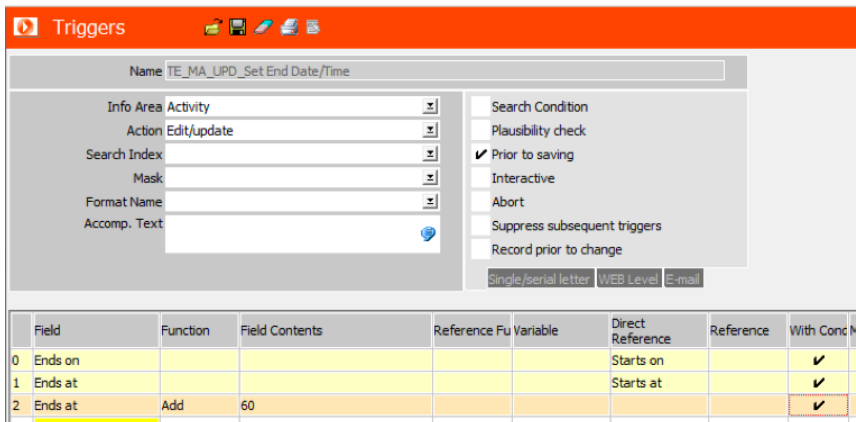 Triggers
Name TE_MA_UPD_Set End Date/Time
Info Area Activity
Action Edit/update
Search Index
Mask
Format Name
Accomp. Text
Search Condition
Plausibility check
Prior to saving
Interactive
Abort
Suppress subsequent triggers
Record prior to change
Single/serial letter WEB Level E-mail
Field Function Field Contents Reference Fu Variable Direct Reference Reference With Conc M
0 Ends on Starts on
1 Ends at Starts at
2 Ends at Add 60